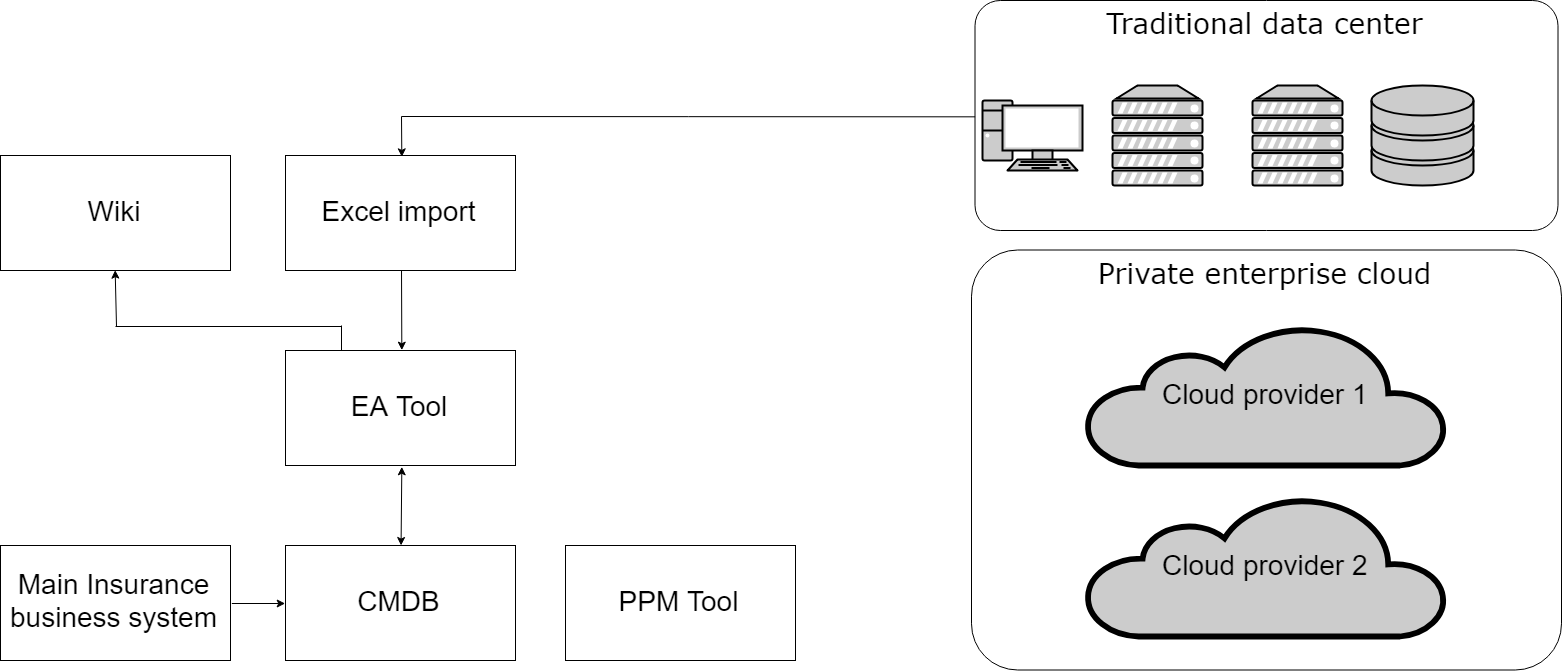 Traditional data center
Wiki
Excel import
Private enterprise cloud
Cloud provider 1
EA Tool
Cloud provider 2
Main Insurance
business system
CMDB
PPM Tool